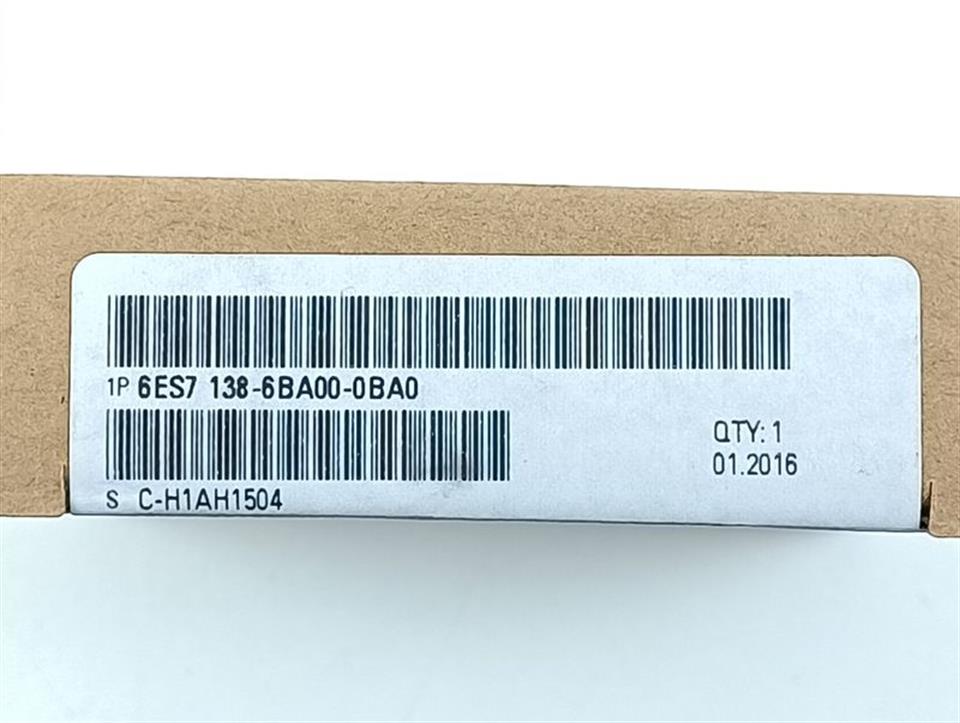 1P 6ES7 138-6BA00-0BA0
QTY: 1
01.2016
S C-H1AH1504